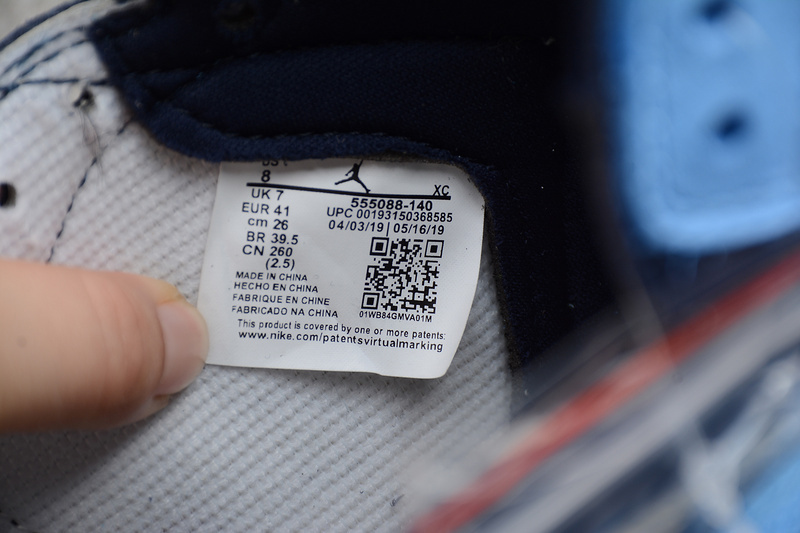 8
XC
UK 7
EUR 41
cm 26
BR 39.5
CN 260
(2.5)
555088-140
UPC 00193150368585
04/03/19 | 05/16/19
MADE IN CHINA
HECHO EN CHINA
FABRIQUE EN CHINE
FABRICADO NA CHINA
01WB84GMVA01M
This product is covered by one or more patents:
www.nike.com/patentsvirtualmarking